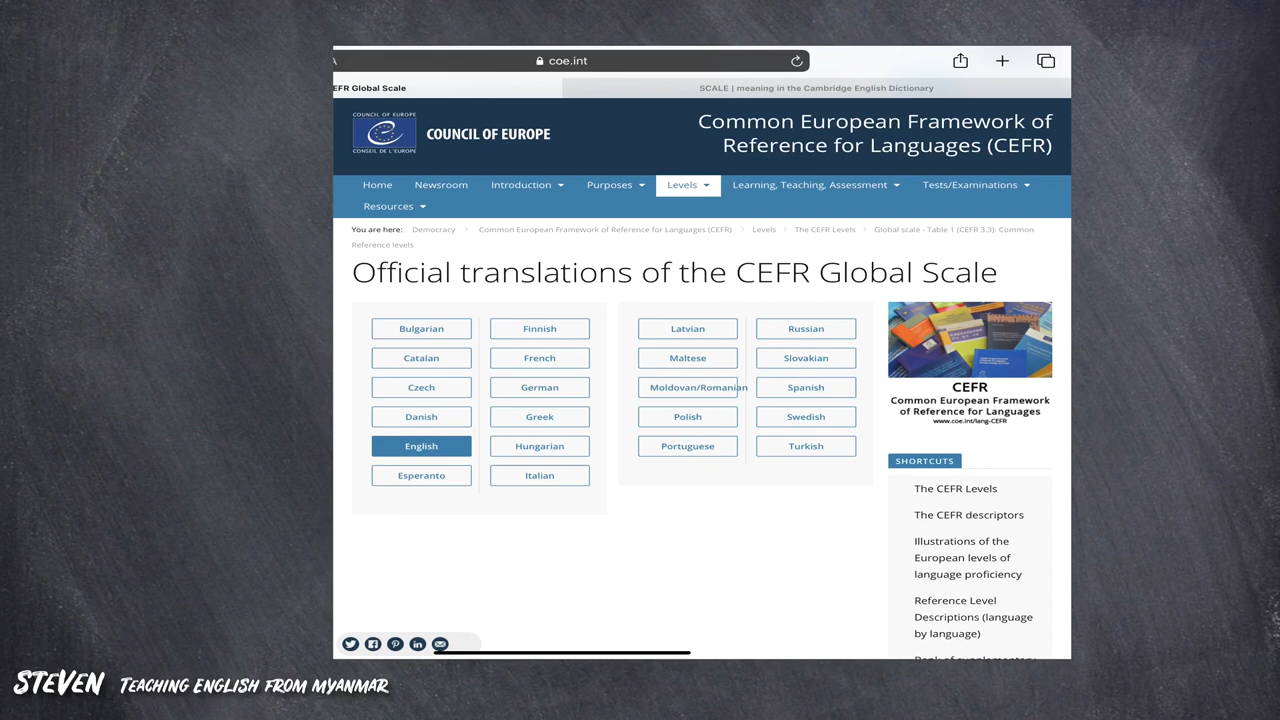 coe.int
EFR Global Scale
SCALE | meaning in the Cambridge English Dictionary
COUNCIL OF EUROPE
CONSEIL DE L'EUROPE
COUNCIL OF EUROPE
Common European Framework of
Reference for Languages (CEFR)
Home Newsroom Introduction Purposes Levels Learning, Teaching, Assessment Tests/Examinations
Resources
You are here: Democracy Common European Framework of Reference for Languages (CEFR) Levels The CEFR Levels Global scale - Table 1 (CEFR 3.3): Common
Reference levels
Official translations of the CEFR Global Scale
Bulgarian
Catalan
Czech
Danish
English
Esperanto
Finnish
French
German
Greek
Hungarian
Italian
Latvian
Maltese
Moldovan/Romanian
Polish
Portuguese
Russian
Slovakian
Spanish
Swedish
Turkish
CEFR
Common European Framework
of Reference for Languages
www.coe.int/lang-CEFR
SHORTCUTS
The CEFR Levels
The CEFR descriptors
Illustrations of the
European levels of
language proficiency
Reference Level
Descriptions (language
by language)
STEVEN TEACHING ENGLISH FROM MYANMAR